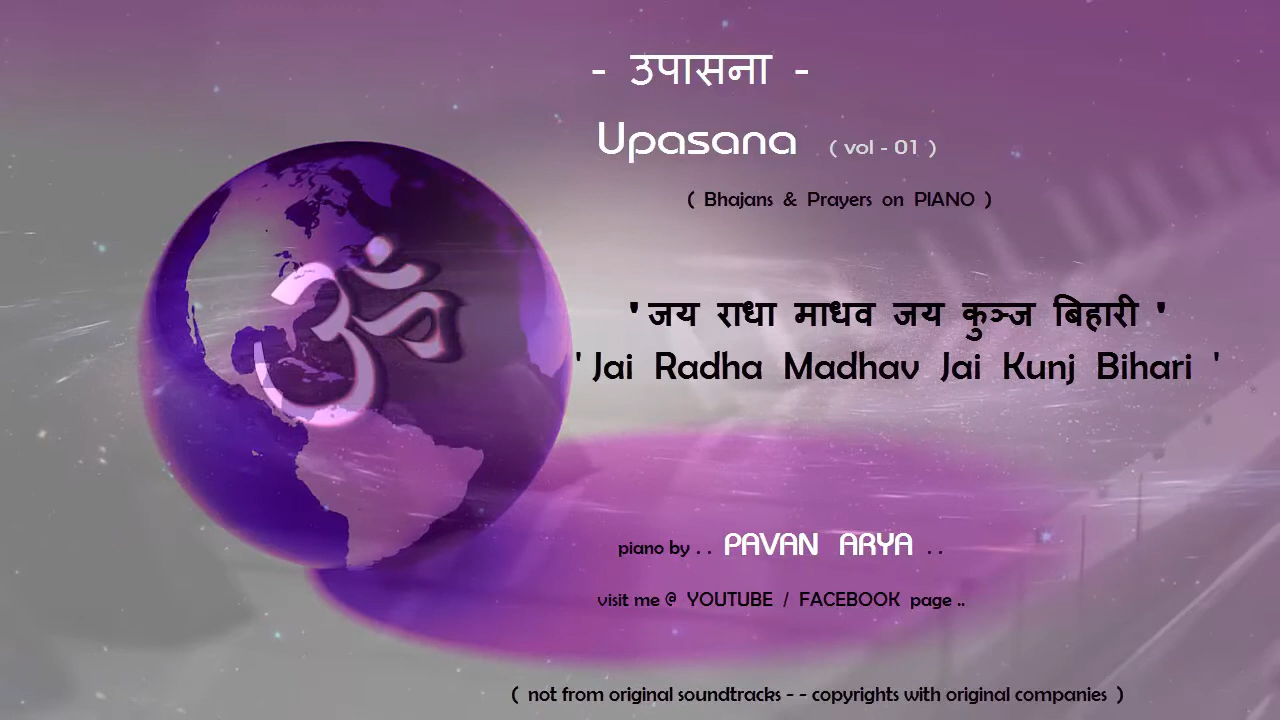 - उपासना -
Upasana ( vol - 01 )
( Bhajans & Prayers on PIANO )
ॐ
' जय राधा माधव जय कुञ्ज बिहारी '
' Jai Radha Madhav Jai Kunj Bihari '
piano by . . PAVAN ARYA . .
visit me @ YOUTUBE / FACEBOOK page ..
( not from original soundtracks - - copyrights with original companies )